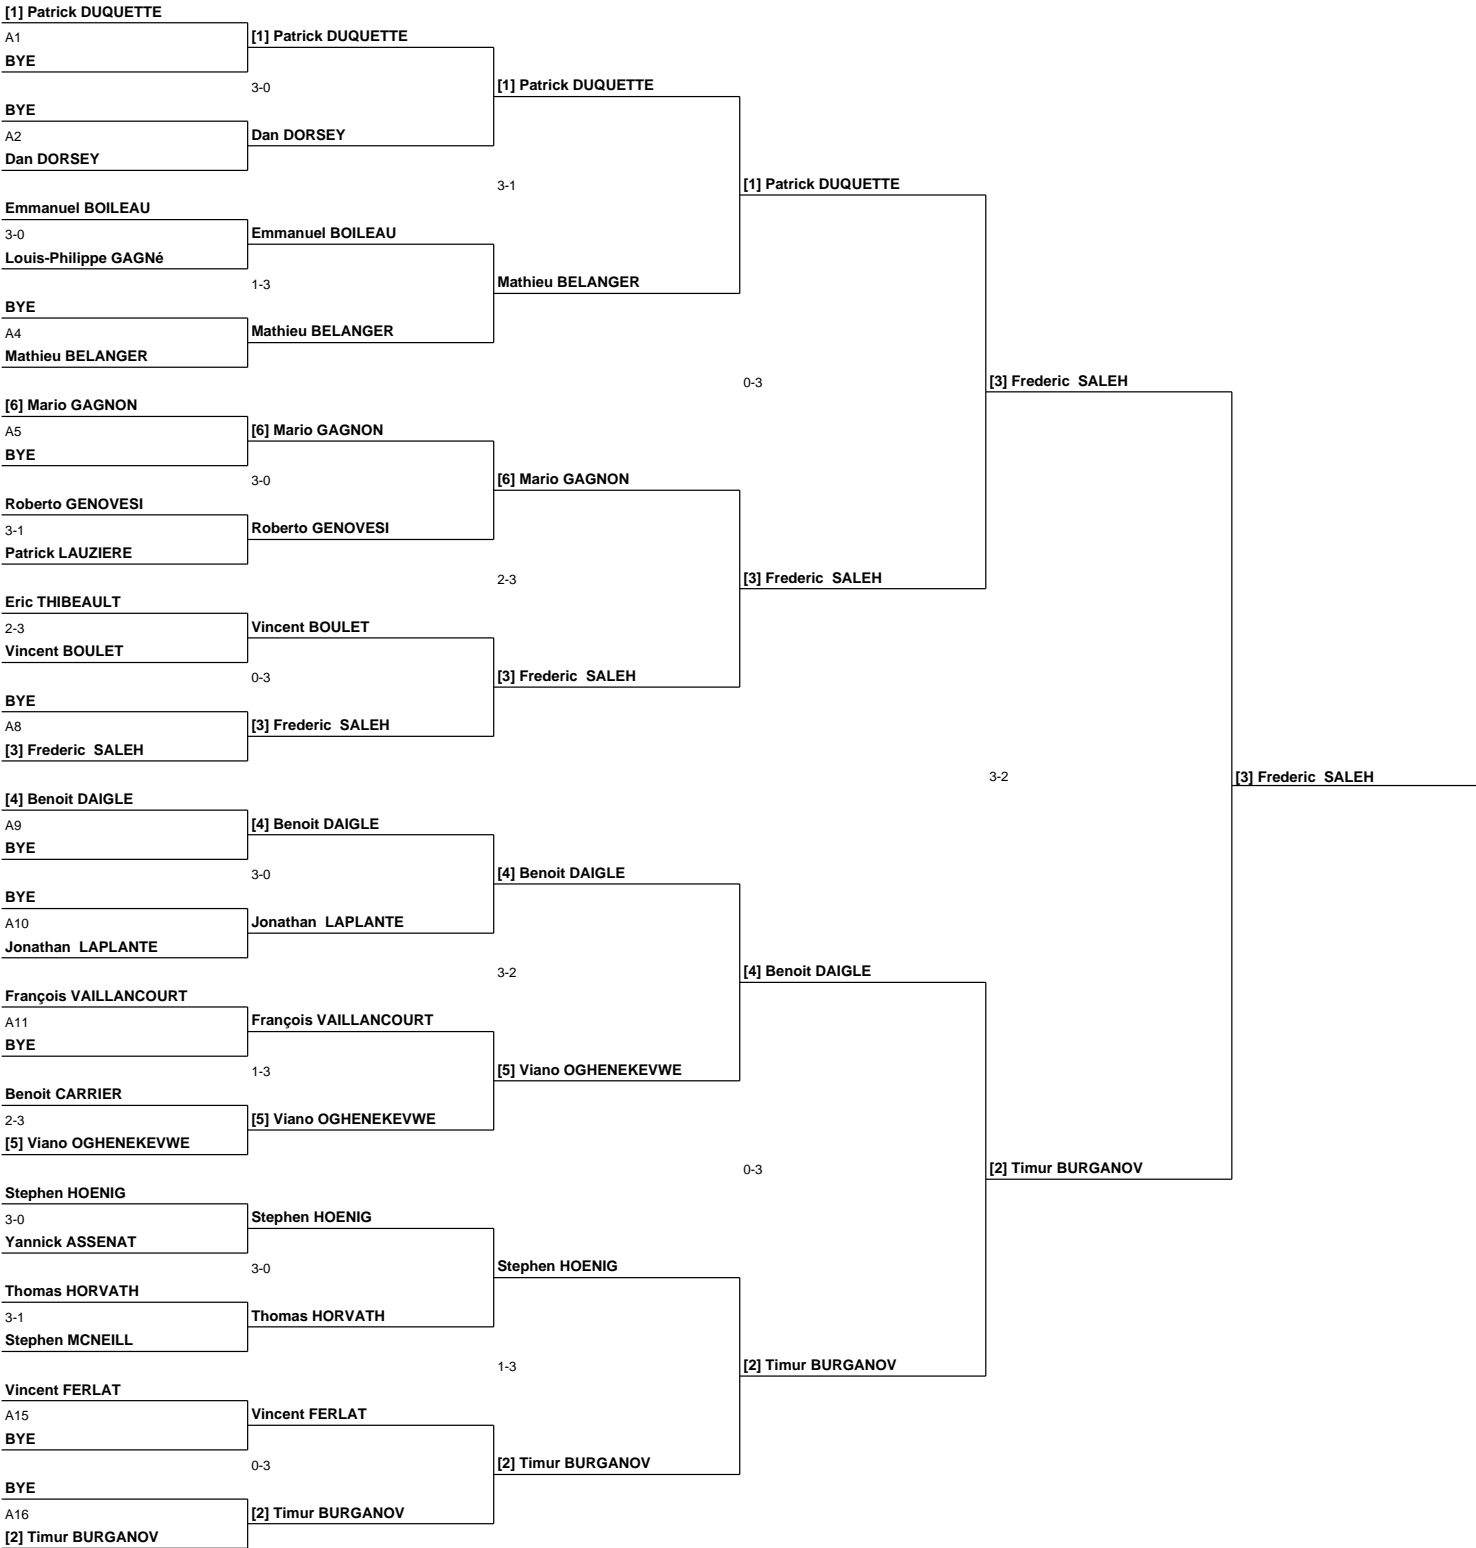 [1] Patrick DUQUETTE
A1
BYE
BYE
A2
Dan DORSEY
Emmanuel BOILEAU
3-0
Louis-Philippe GAGNé
BYE
A4
Mathieu BELANGER
[6] Mario GAGNON
A5
BYE
Roberto GENOVESI
3-1
Patrick LAUZIERE
Eric THIBEAULT
2-3
Vincent BOULET
BYE
A8
[3] Frederic  SALEH
[4] Benoit DAIGLE
A9
BYE
BYE
A10
Jonathan  LAPLANTE
François VAILLANCOURT
A11
BYE
Benoit CARRIER
2-3
[5] Viano OGHENEKEVWE
Stephen HOENIG
3-0
Yannick ASSENAT
Thomas HORVATH
3-1
Stephen MCNEILL
Vincent FERLAT
A15
BYE
BYE
A16
[2] Timur BURGANOV
[1] Patrick DUQUETTE
3-0
Dan DORSEY
Emmanuel BOILEAU
1-3
Mathieu BELANGER
[6] Mario GAGNON
3-0
Roberto GENOVESI
Vincent BOULET
0-3
[3] Frederic  SALEH
[4] Benoit DAIGLE
3-0
Jonathan  LAPLANTE
François VAILLANCOURT
1-3
[5] Viano OGHENEKEVWE
Stephen HOENIG
3-0
Thomas HORVATH
Vincent FERLAT
0-3
[2] Timur BURGANOV
[1] Patrick DUQUETTE
3-1
Mathieu BELANGER
[6] Mario GAGNON
2-3
[3] Frederic  SALEH
[4] Benoit DAIGLE
3-2
[5] Viano OGHENEKEVWE
Stephen HOENIG
1-3
[2] Timur BURGANOV
[1] Patrick DUQUETTE
0-3
[3] Frederic  SALEH
[4] Benoit DAIGLE
0-3
[2] Timur BURGANOV
[3] Frederic  SALEH
3-2
[2] Timur BURGANOV
[3] Frederic  SALEH